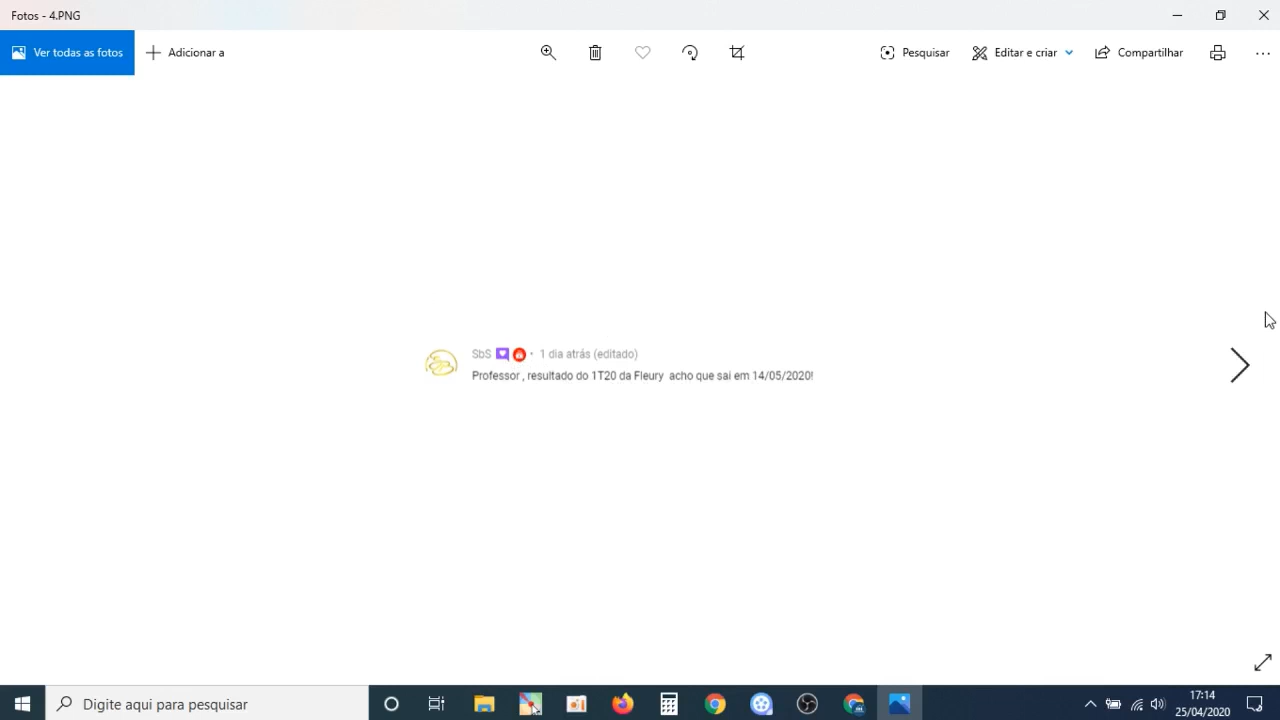 Fotos - 4.PNG
Ver todas as fotos
Adicionar a
Pesquisar
Editar e criar
Compartilhar
SbS • 1 dia atrás (editado)
Professor , resultado do 1T20 da Fleury acho que sai em 14/05/2020!
Digite aqui para pesquisar
17:14
25/04/2020